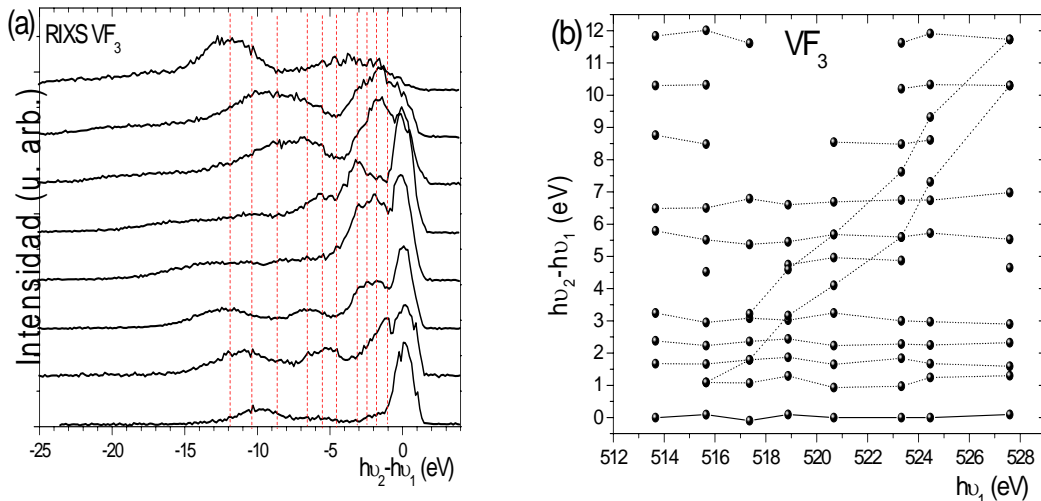 (a)
RIXS VF₃
Intensidad (u. arb.)
-25 -20 -15 -10 -5 0
hυ₂-hυ₁ (eV)
(b)
VF₃
12
11
10
9
8
7
6
5
4
3
2
1
0
hυ₂-hυ₁ (eV)
512 514 516 518 520 522 524 526 528
hυ₁ (eV)